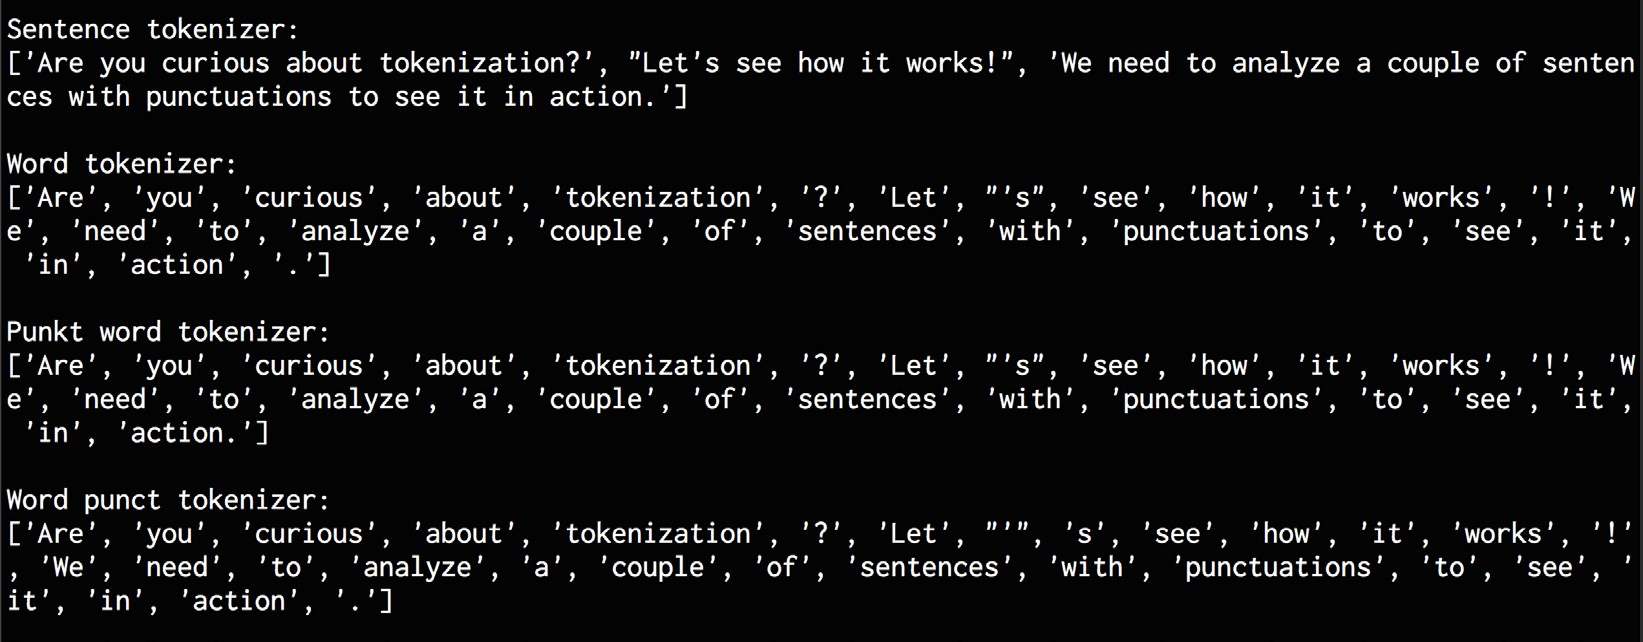 Sentence tokenizer:
['Are you curious about tokenization?', "Let's see how it works!", 'We need to analyze a couple of senten
ces with punctuations to see it in action.']
Word tokenizer:
['Are', 'you', 'curious', 'about', 'tokenization', '?', 'Let', "'s", 'see', 'how', 'it', 'works', '!', 'W
e', 'need', 'to', 'analyze', 'a', 'couple', 'of', 'sentences', 'with', 'punctuations', 'to', 'see', 'it',
 'in', 'action', '.']
Punkt word tokenizer:
['Are', 'you', 'curious', 'about', 'tokenization', '?', 'Let', "'s", 'see', 'how', 'it', 'works', '!', 'W
e', 'need', 'to', 'analyze', 'a', 'couple', 'of', 'sentences', 'with', 'punctuations', 'to', 'see', 'it',
 'in', 'action.']
Word punct tokenizer:
['Are', 'you', 'curious', 'about', 'tokenization', '?', 'Let', "'", 's', 'see', 'how', 'it', 'works', '!'
, 'We', 'need', 'to', 'analyze', 'a', 'couple', 'of', 'sentences', 'with', 'punctuations', 'to', 'see', '
it', 'in', 'action', '.']